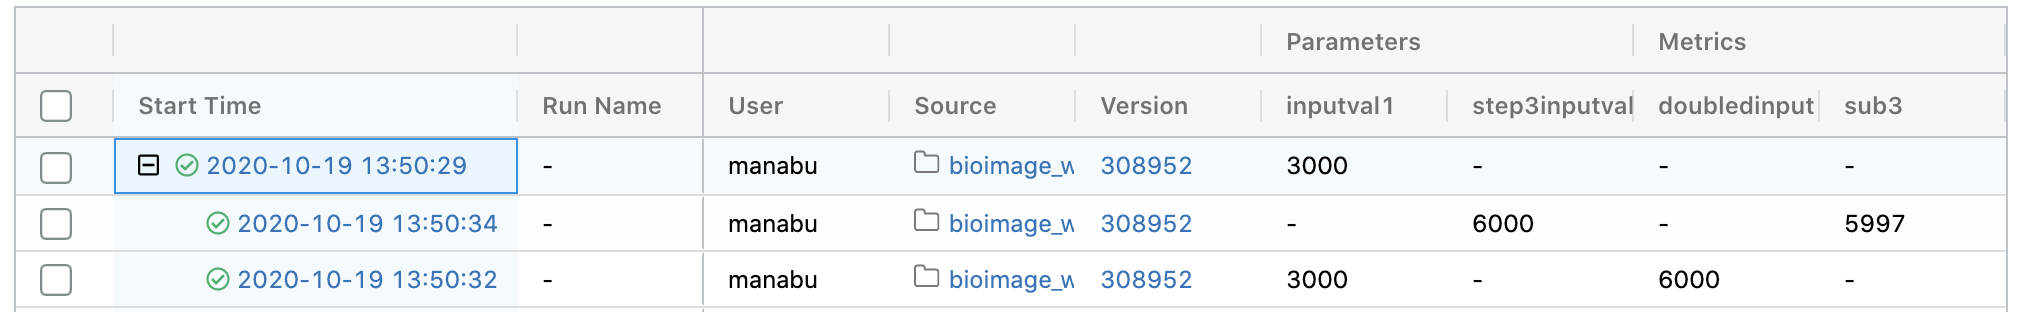 Parameters Metrics
Start Time Run Name User Source Version inputval1 step3inputval doubledinput sub3
2020-10-19 13:50:29 - manabu bioimage_w 308952 3000 - - -
2020-10-19 13:50:34 - manabu bioimage_w 308952 - 6000 - 5997
2020-10-19 13:50:32 - manabu bioimage_w 308952 3000 - 6000 -